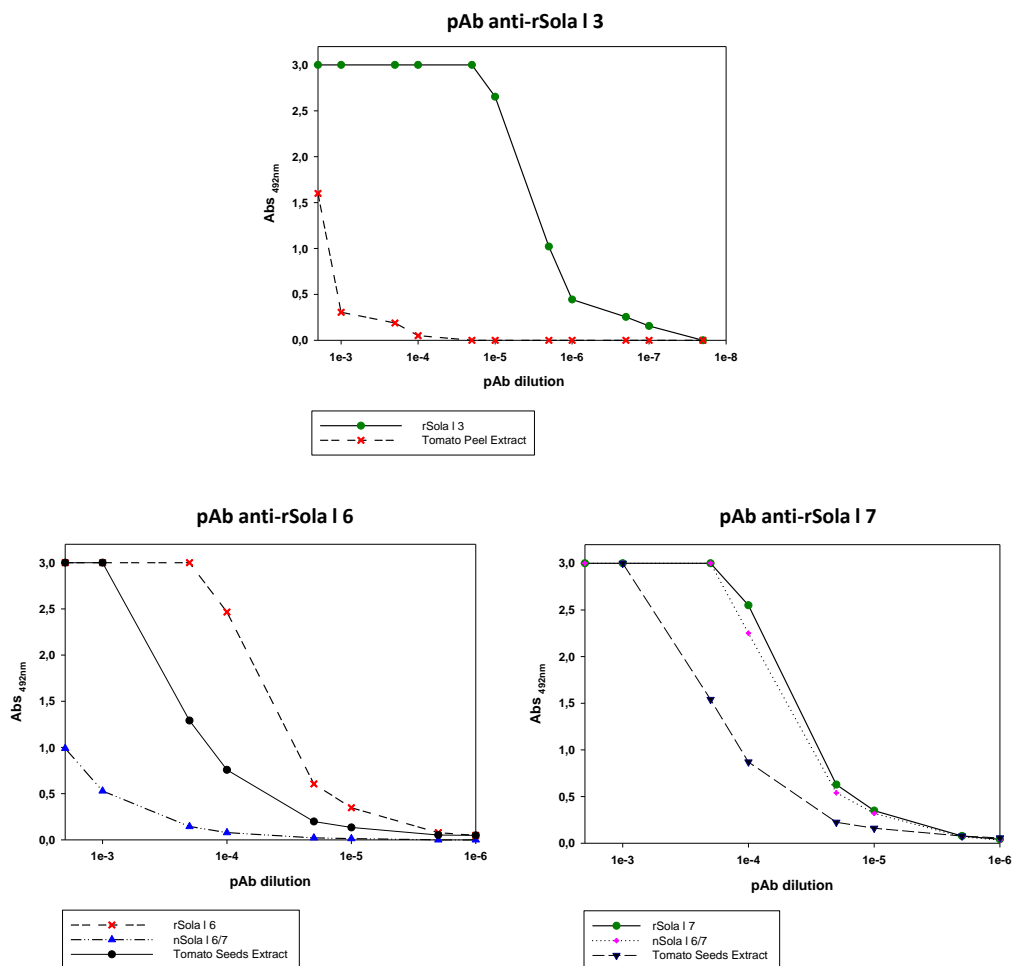 pAb anti-rSola l 3
3,0
2,5
2,0
1,5
1,0
0,5
0,0
Abs 492nm
1e-3 1e-4 1e-5 1e-6 1e-7 1e-8
pAb dilution
rSola l 3
Tomato Peel Extract
pAb anti-rSola l 6
3,0
2,5
2,0
1,5
1,0
0,5
0,0
Abs 492nm
1e-3 1e-4 1e-5 1e-6
pAb dilution
rSola l 6
nSola l 6/7
Tomato Seeds Extract
pAb anti-rSola l 7
3,0
2,5
2,0
1,5
1,0
0,5
0,0
Abs 492nm
1e-3 1e-4 1e-5 1e-6
pAb dilution
rSola l 7
nSola l 6/7
Tomato Seeds Extract